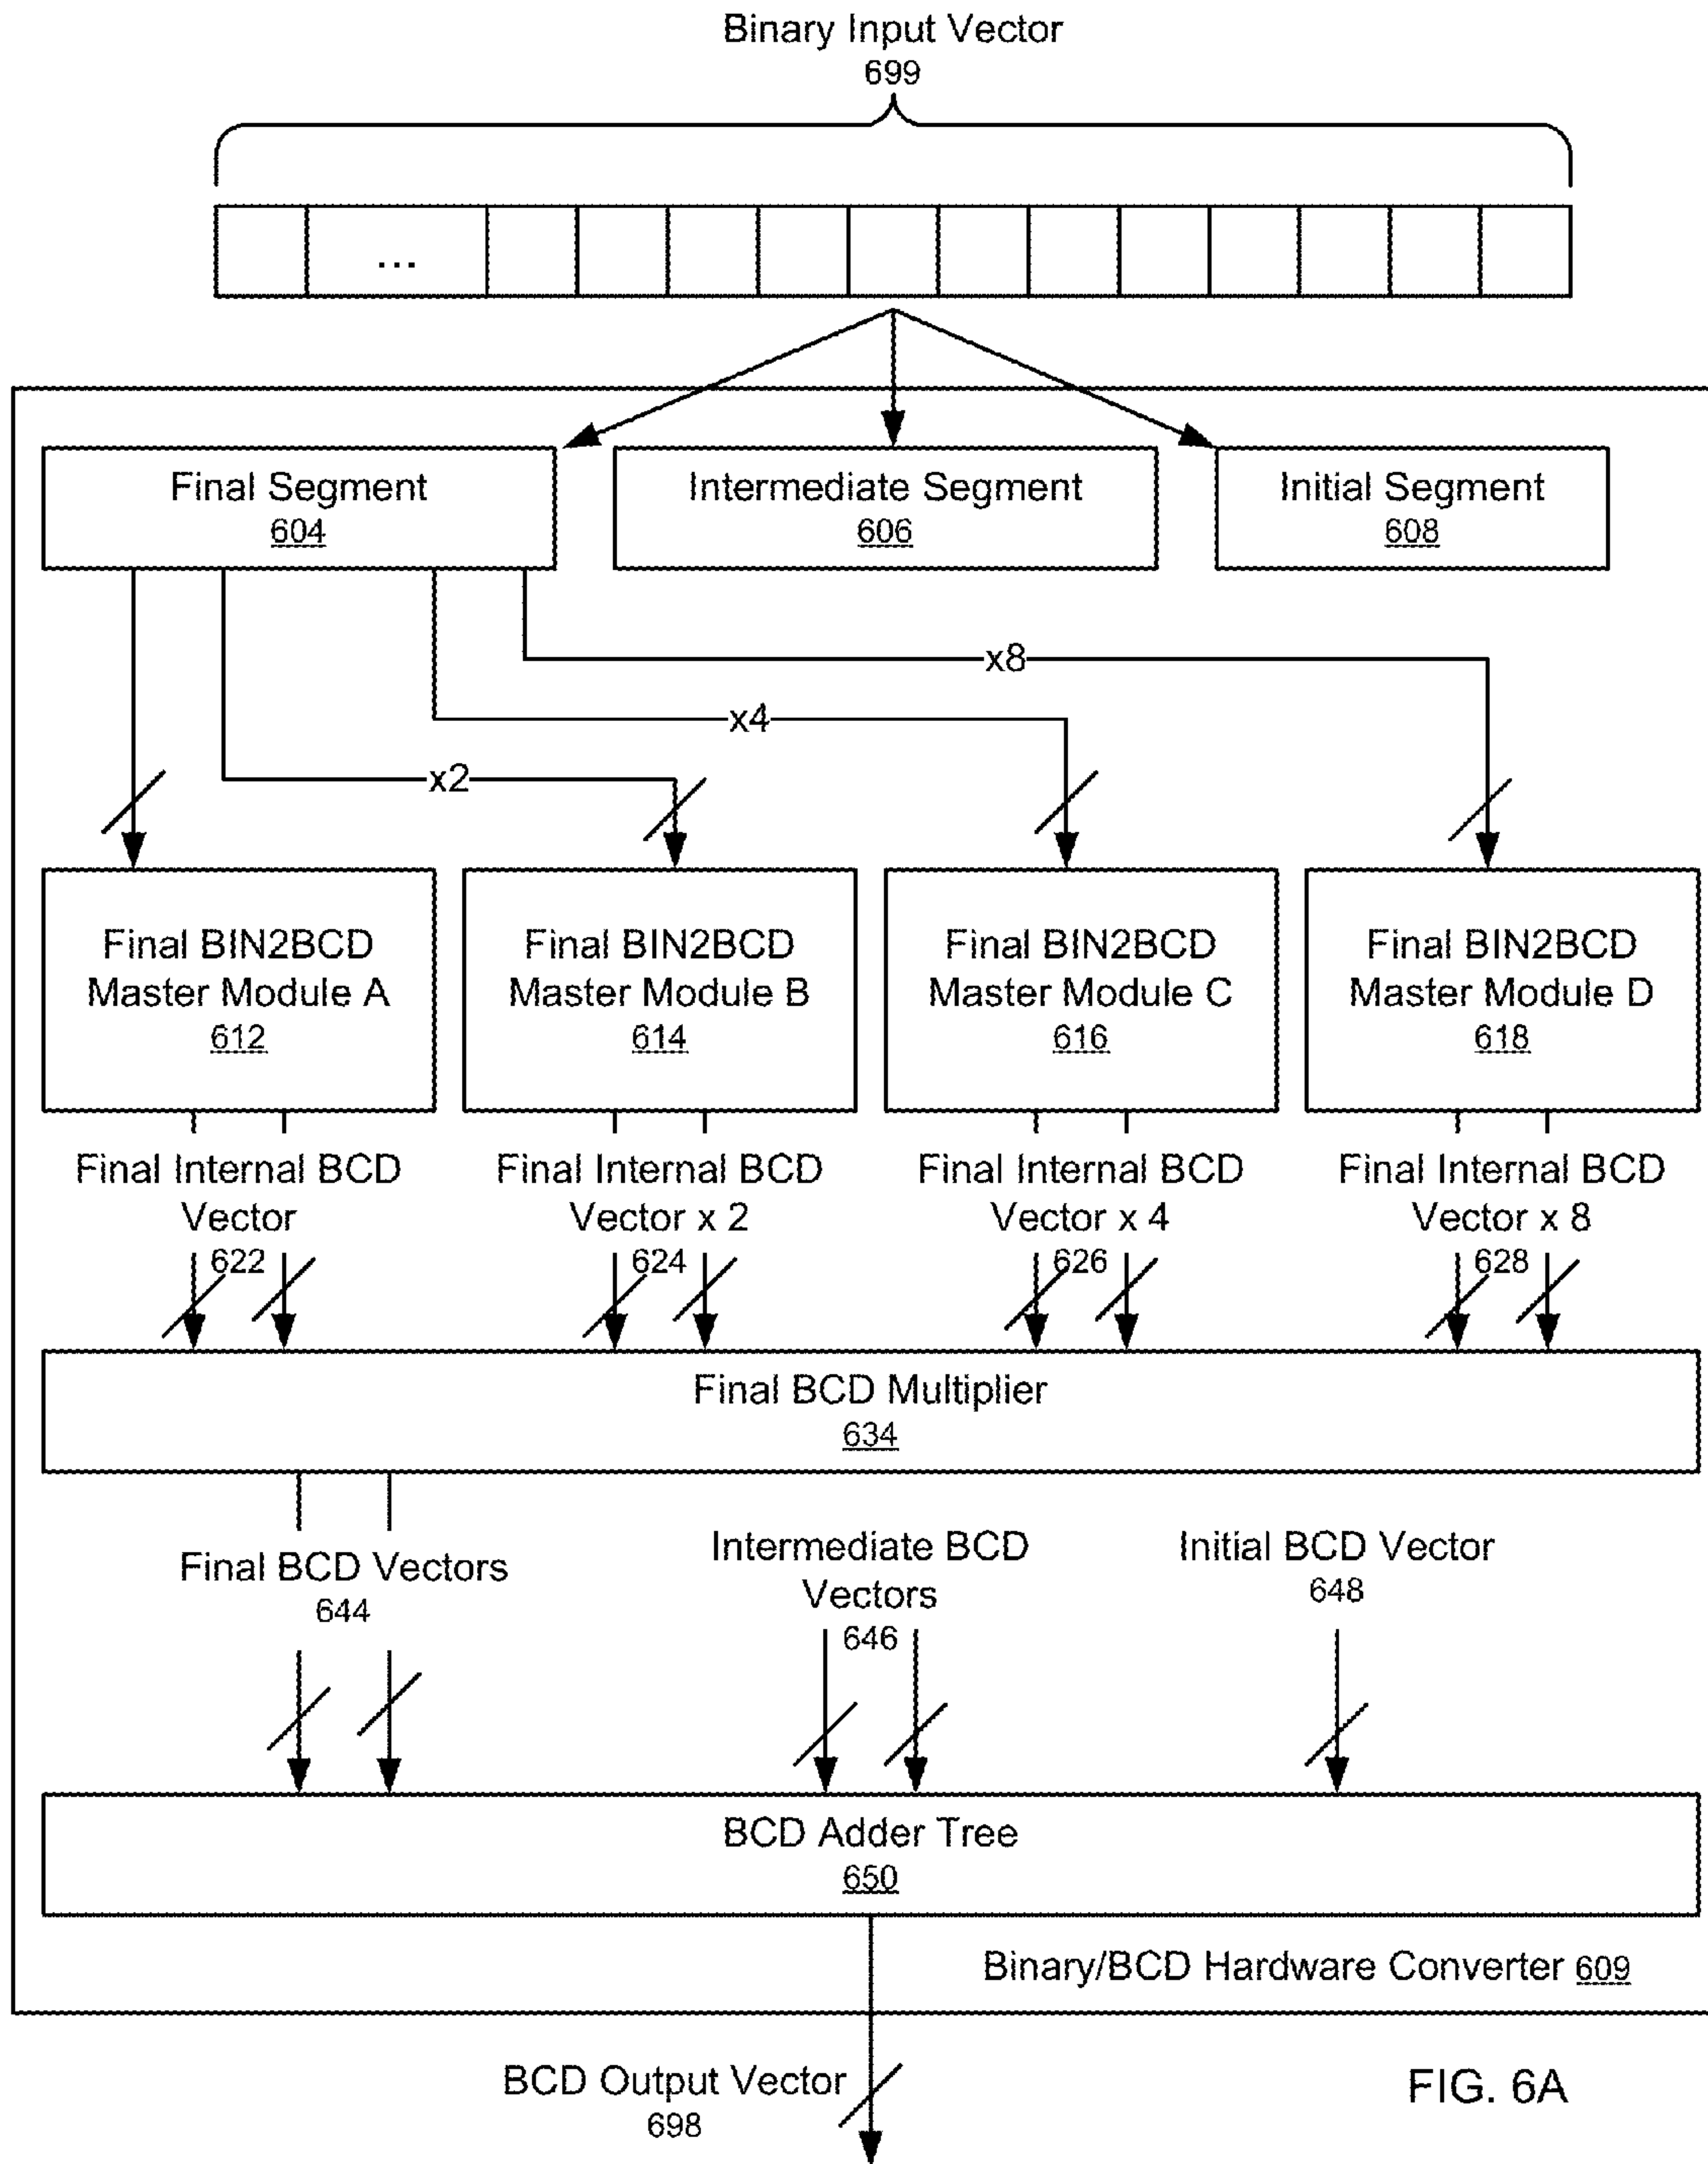 Binary Input Vector
699
...
Final Segment
604
Intermediate Segment
606
Initial Segment
608
x8
x4
x2
Final BIN2BCD
Master Module A
612
Final BIN2BCD
Master Module B
614
Final BIN2BCD
Master Module C
616
Final BIN2BCD
Master Module D
618
Final Internal BCD
Vector
622
Final Internal BCD
Vector x 2
624
Final Internal BCD
Vector x 4
626
Final Internal BCD
Vector x 8
628
Final BCD Multiplier
634
Final BCD Vectors
644
Intermediate BCD
Vectors
646
Initial BCD Vector
648
BCD Adder Tree
650
Binary/BCD Hardware Converter 609
BCD Output Vector
698
FIG. 6A